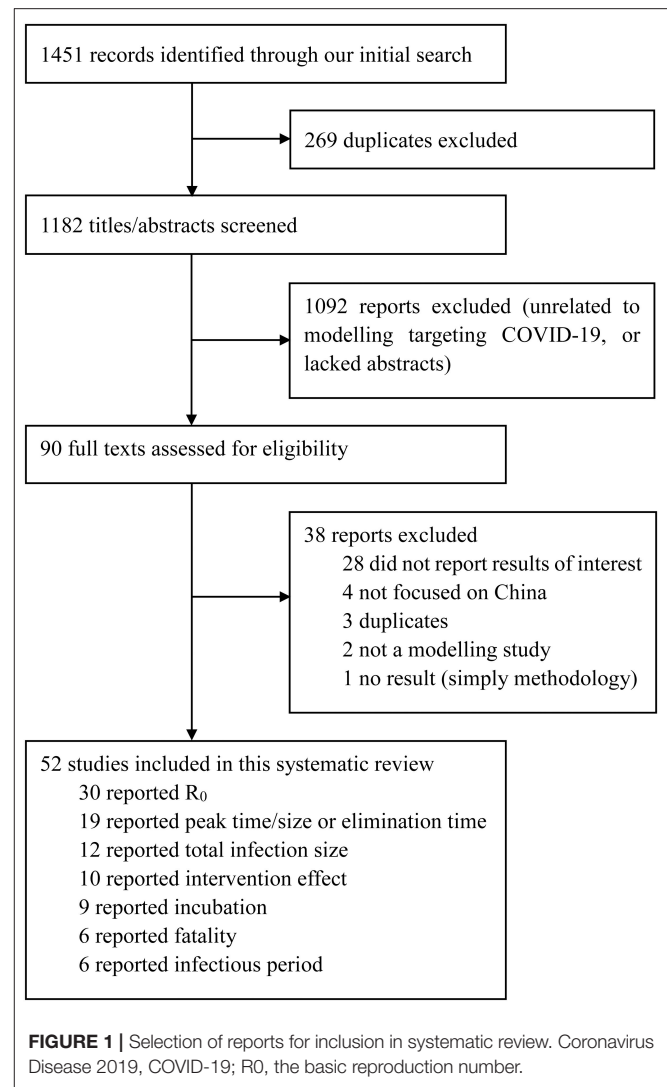 1451 records identified through our initial search
269 duplicates excluded
1182 titles/abstracts screened
1092 reports excluded (unrelated to
modelling targeting COVID-19, or
lacked abstracts)
90 full texts assessed for eligibility
38 reports excluded
28 did not report results of interest
4 not focused on China
3 duplicates
2 not a modelling study
1 no result (simply methodology)
52 studies included in this systematic review
30 reported R₀
19 reported peak time/size or elimination time
12 reported total infection size
10 reported intervention effect
9 reported incubation
6 reported fatality
6 reported infectious period
FIGURE 1 | Selection of reports for inclusion in systematic review. Coronavirus
Disease 2019, COVID-19; R0, the basic reproduction number.